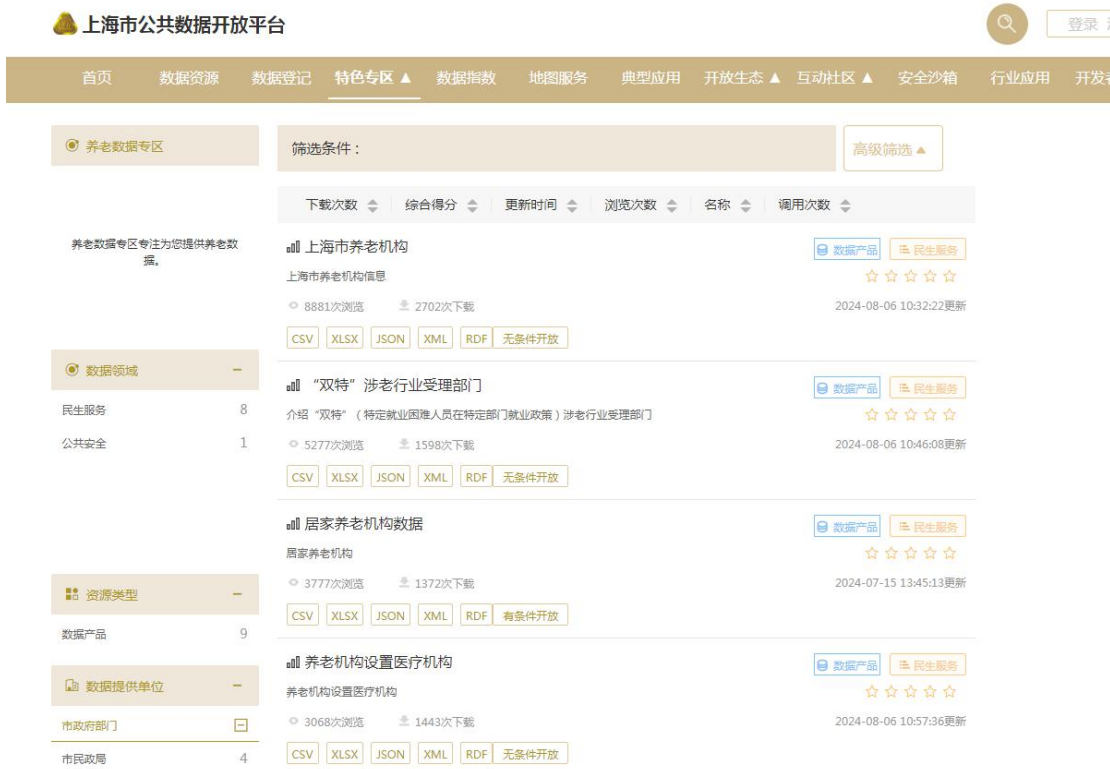 上海市公共数据开放平台
登录
首页 数据资源 数据登记 特色专区 ▲ 数据指数 地图服务 典型应用 开放生态 ▲ 互动社区 ▲ 安全沙箱 行业应用 开发者
养老数据专区
养老数据专区专注为您提供养老数
据。
数据领域 −
民生服务 8
公共安全 1
资源类型 −
数据产品 9
数据提供单位 −
市政府部门
市民政局 4
筛选条件：
高级筛选 ▲
下载次数 综合得分 更新时间 浏览次数 名称 调用次数
上海市养老机构
数据产品 民生服务
上海市养老机构信息
8881次浏览 2702次下载 2024-08-06 10:32:22更新
CSV XLSX JSON XML RDF 无条件开放
“双特”涉老行业受理部门
数据产品 民生服务
介绍“双特”（特定就业困难人员在特定部门就业政策）涉老行业受理部门
5277次浏览 1598次下载 2024-08-06 10:46:08更新
CSV XLSX JSON XML RDF 无条件开放
居家养老机构数据
数据产品 民生服务
居家养老机构
3777次浏览 1372次下载 2024-07-15 13:45:13更新
CSV XLSX JSON XML RDF 有条件开放
养老机构设置医疗机构
数据产品 民生服务
养老机构设置医疗机构
3068次浏览 1443次下载 2024-08-06 10:57:36更新
CSV XLSX JSON XML RDF 无条件开放